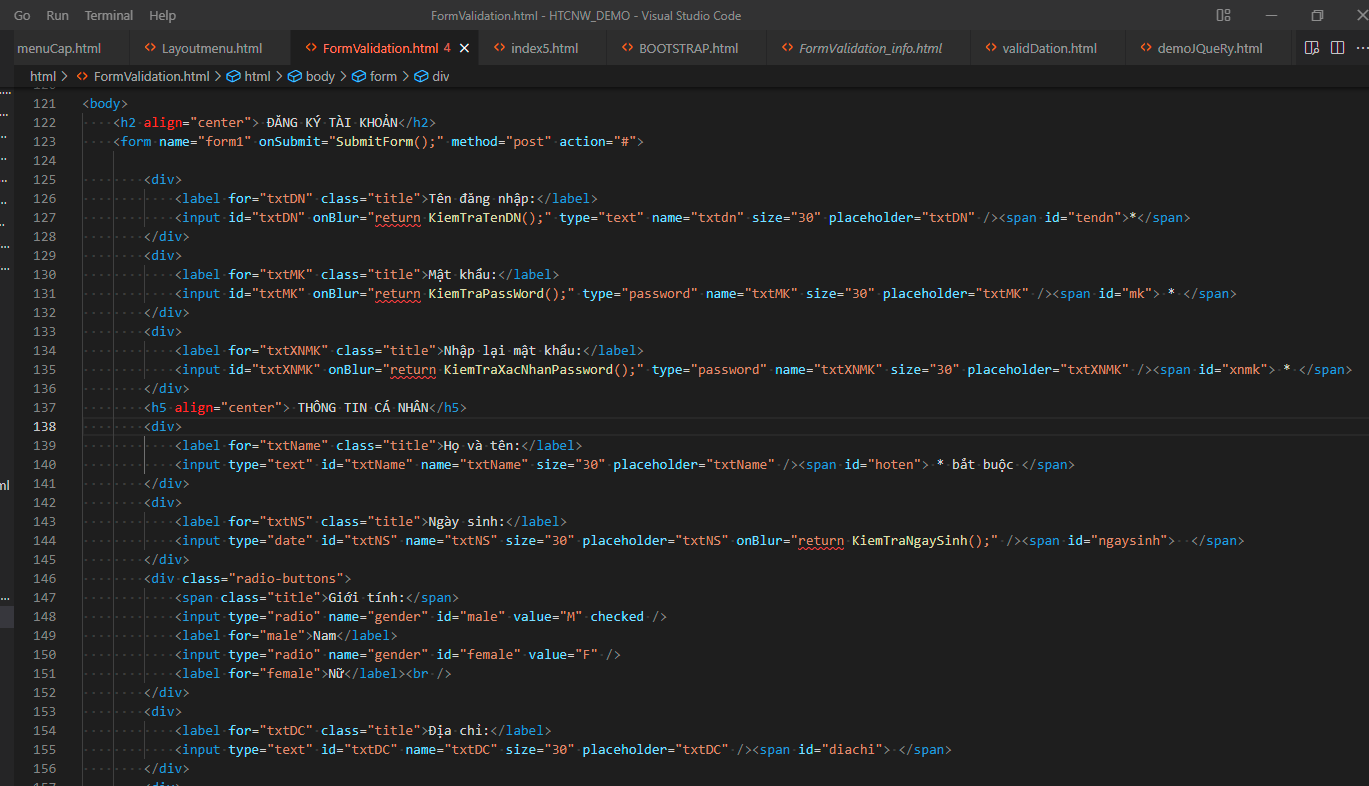 Go Run Terminal Help FormValidation.html - HTCNW_DEMO - Visual Studio Code
menuCap.html Layoutmenu.html FormValidation.html 4 index5.html BOOTSTRAP.html FormValidation_info.html validDation.html demoJQueRy.html
html > FormValidation.html > html > body > form > div
121 <body>
122 <h2 align="center"> ĐĂNG KÝ TÀI KHOẢN</h2>
123 <form name="form1" onSubmit="SubmitForm();" method="post" action="#">
124
125 <div>
126 <label for="txtDN" class="title">Tên đăng nhập:</label>
127 <input id="txtDN" onBlur="return KiemTraTenDN();" type="text" name="txtdn" size="30" placeholder="txtDN" /><span id="tendn">*</span>
128 </div>
129 <div>
130 <label for="txtMK" class="title">Mật khẩu:</label>
131 <input id="txtMK" onBlur="return KiemTraPassWord();" type="password" name="txtMK" size="30" placeholder="txtMK" /><span id="mk"> * </span>
132 </div>
133 <div>
134 <label for="txtXNMK" class="title">Nhập lại mật khẩu:</label>
135 <input id="txtXNMK" onBlur="return KiemTraXacNhanPassword();" type="password" name="txtXNMK" size="30" placeholder="txtXNMK" /><span id="xnmk"> * </span>
136 </div>
137 <h5 align="center"> THÔNG TIN CÁ NHÂN</h5>
138 <div>
139 <label for="txtName" class="title">Họ và tên:</label>
140 <input type="text" id="txtName" name="txtName" size="30" placeholder="txtName" /><span id="hoten"> * bắt buộc </span>
141 </div>
142 <div>
143 <label for="txtNS" class="title">Ngày sinh:</label>
144 <input type="date" id="txtNS" name="txtNS" size="30" placeholder="txtNS" onBlur="return KiemTraNgaySinh();" /><span id="ngaysinh">  </span>
145 </div>
146 <div class="radio-buttons">
147 <span class="title">Giới tính:</span>
148 <input type="radio" name="gender" id="male" value="M" checked />
149 <label for="male">Nam</label>
150 <input type="radio" name="gender" id="female" value="F" />
151 <label for="female">Nữ</label><br />
152 </div>
153 <div>
154 <label for="txtDC" class="title">Địa chỉ:</label>
155 <input type="text" id="txtDC" name="txtDC" size="30" placeholder="txtDC" /><span id="diachi"> </span>
156 </div>